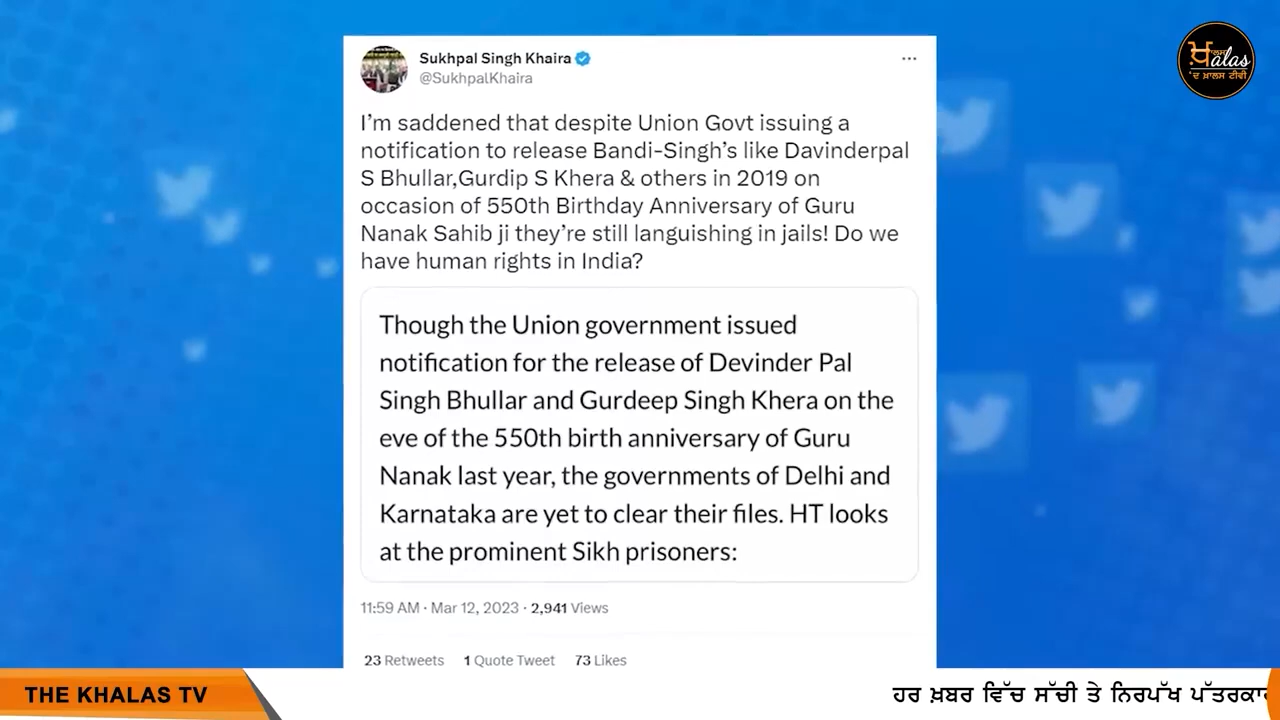 Sukhpal Singh Khaira
@SukhpalKhaira
I'm saddened that despite Union Govt issuing a
notification to release Bandi-Singh's like Davinderpal
S Bhullar,Gurdip S Khera & others in 2019 on
occasion of 550th Birthday Anniversary of Guru
Nanak Sahib ji they're still languishing in jails! Do we
have human rights in India?
Though the Union government issued
notification for the release of Devinder Pal
Singh Bhullar and Gurdeep Singh Khera on the
eve of the 550th birth anniversary of Guru
Nanak last year, the governments of Delhi and
Karnataka are yet to clear their files. HT looks
at the prominent Sikh prisoners:
11:59 AM · Mar 12, 2023 · 2,941 Views
23 Retweets 1 Quote Tweet 73 Likes
ਖ਼ਾਲਸ alas
'ਦ ਖ਼ਾਲਸ ਟੀਵੀ
THE KHALAS TV
ਹਰ ਖ਼ਬਰ ਵਿੱਚ ਸੱਚੀ ਤੇ ਨਿਰਪੱਖ